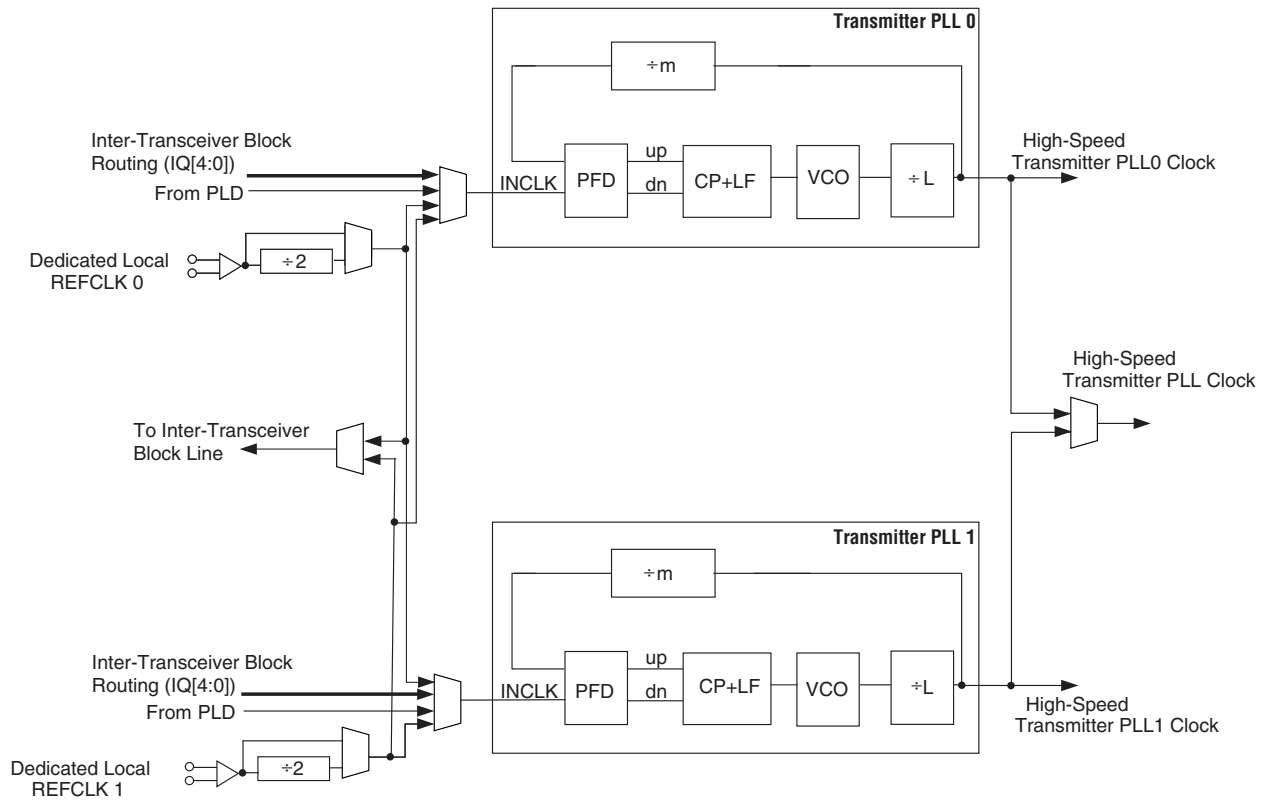 Transmitter PLL 0
÷m
Inter-Transceiver Block
Routing (IQ[4:0])
From PLD
INCLK
PFD
up
dn
CP+LF
VCO
÷ L
High-Speed
Transmitter PLL0 Clock
Dedicated Local
REFCLK 0
÷2
High-Speed
Transmitter PLL Clock
To Inter-Transceiver
Block Line
Transmitter PLL 1
÷m
Inter-Transceiver Block
Routing (IQ[4:0])
From PLD
INCLK
PFD
up
dn
CP+LF
VCO
÷L
High-Speed
Transmitter PLL1 Clock
Dedicated Local
REFCLK 1
÷2